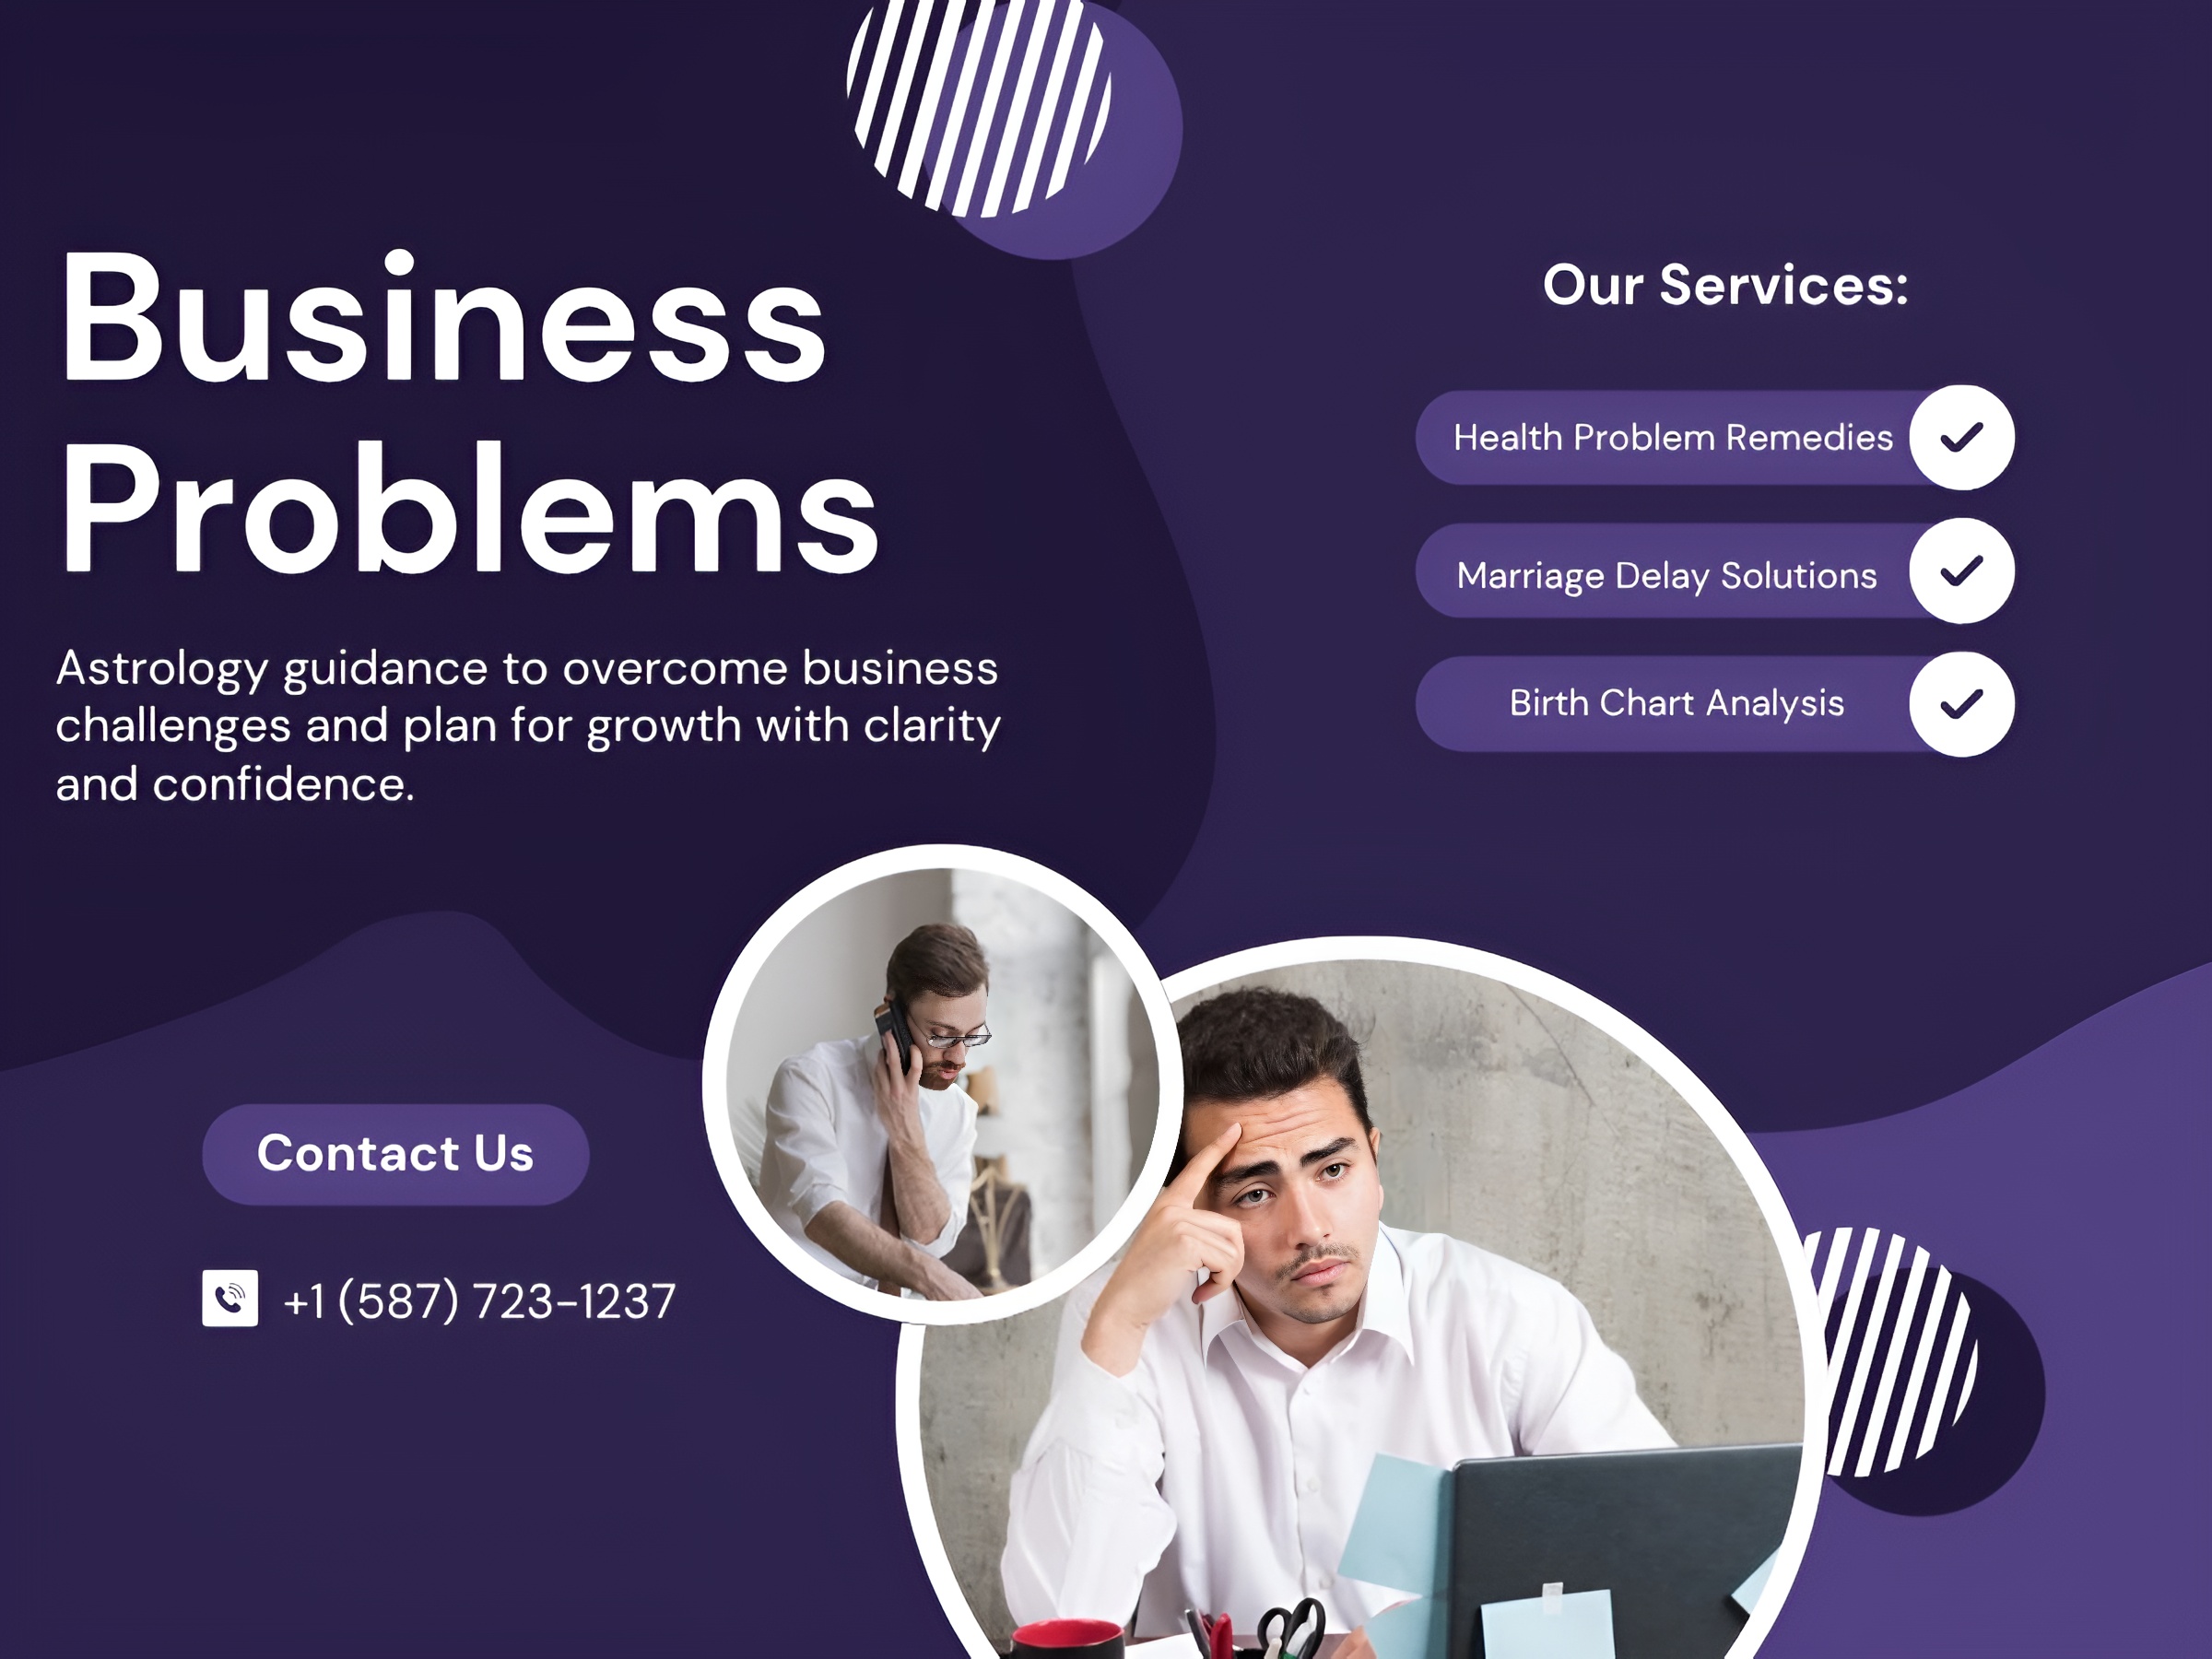 Business
Problems
Astrology guidance to overcome business
challenges and plan for growth with clarity
and confidence.
Our Services:
Health Problem Remedies
Marriage Delay Solutions
Birth Chart Analysis
Contact Us
+1 (587) 723-1237